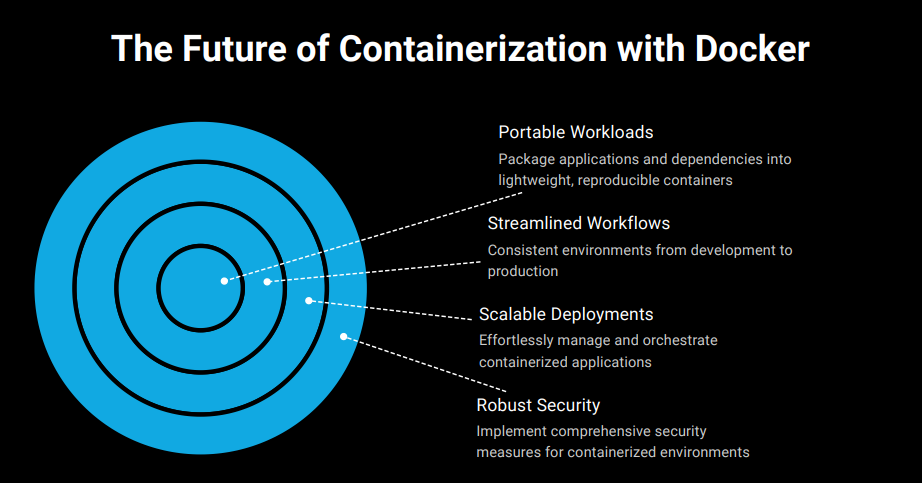 The Future of Containerization with Docker
Portable Workloads
Package applications and dependencies into
lightweight, reproducible containers
Streamlined Workflows
Consistent environments from development to
production
Scalable Deployments
Effortlessly manage and orchestrate
containerized applications
Robust Security
Implement comprehensive security
measures for containerized environments